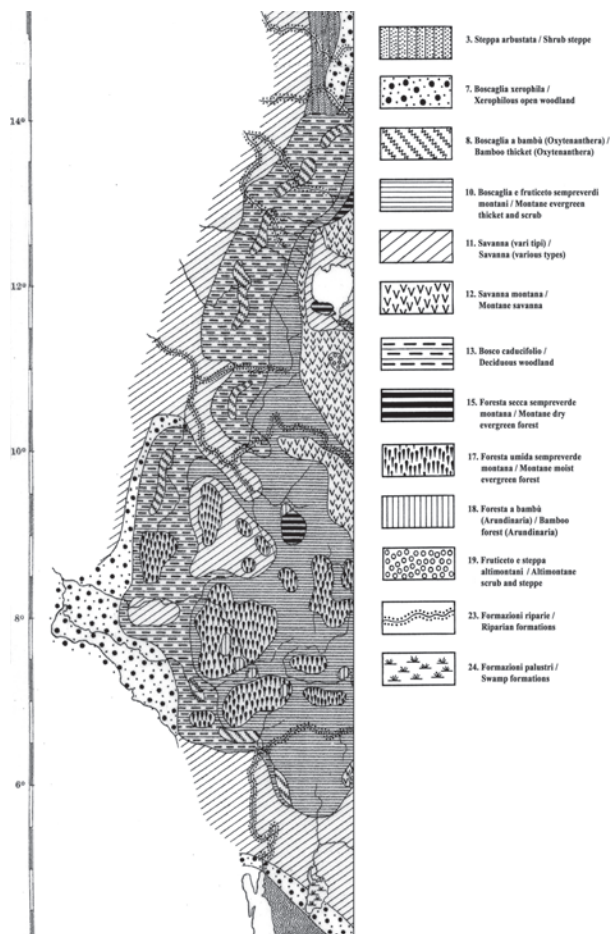 3. Steppa arbustata / Shrub steppe
7. Boscaglia xerophila /
Xerophilous open woodland
8. Boscaglia a bambù (Oxytenanthera) /
Bamboo thicket (Oxytenanthera)
10. Boscaglia e fruticeto sempreverdi
montani / Montane evergreen
thicket and scrub
11. Savanna (vari tipi) /
Savanna (various types)
12. Savanna montana /
Montane savanna
13. Bosco caducifolio /
Deciduous woodland
15. Foresta secca sempreverde
montana / Montane dry
evergreen forest
17. Foresta umida sempreverde
montana / Montane moist
evergreen forest
18. Foresta a bambù
(Arundinaria) / Bamboo
forest (Arundinaria)
19. Fruticeto e steppa
altimontani / Altimontane
scrub and steppe
23. Formazioni riparie /
Riparian formations
24. Formazioni palustri /
Swamp formations
14°
12°
10°
8°
6°